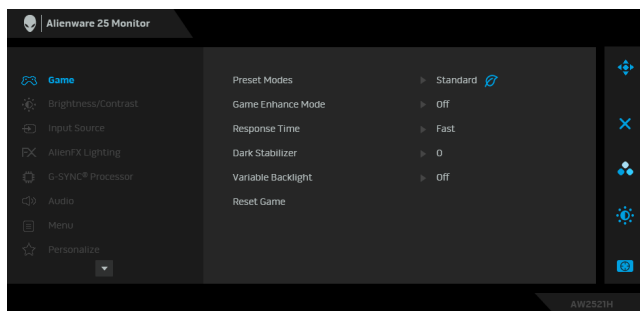 Alienware 25 Monitor
Game
Preset Modes Standard
Brightness/Contrast
Game Enhance Mode Off
Input Source
Response Time Fast
AlienFX Lighting
Dark Stabilizer 0
G-SYNC® Processor
Variable Backlight Off
Audio
Reset Game
Menu
Personalize
AW2521H